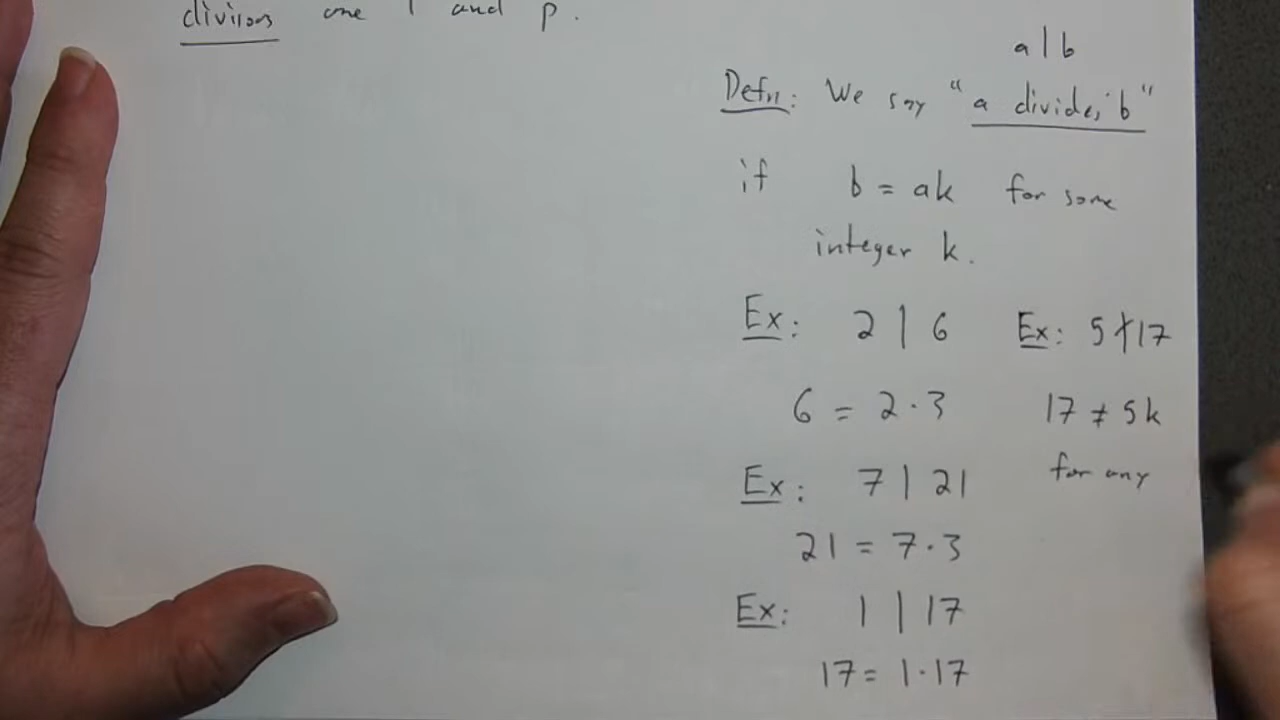 divisors are 1 and p.
a | b
Defn: We say "a divides b"
if b = ak for some
integer k.
Ex: 2 | 6
6 = 2 · 3
Ex: 7 | 21
21 = 7 · 3
Ex: 1 | 17
17 = 1 · 17
Ex: 5 ∤ 17
17 ≠ 5k
for any